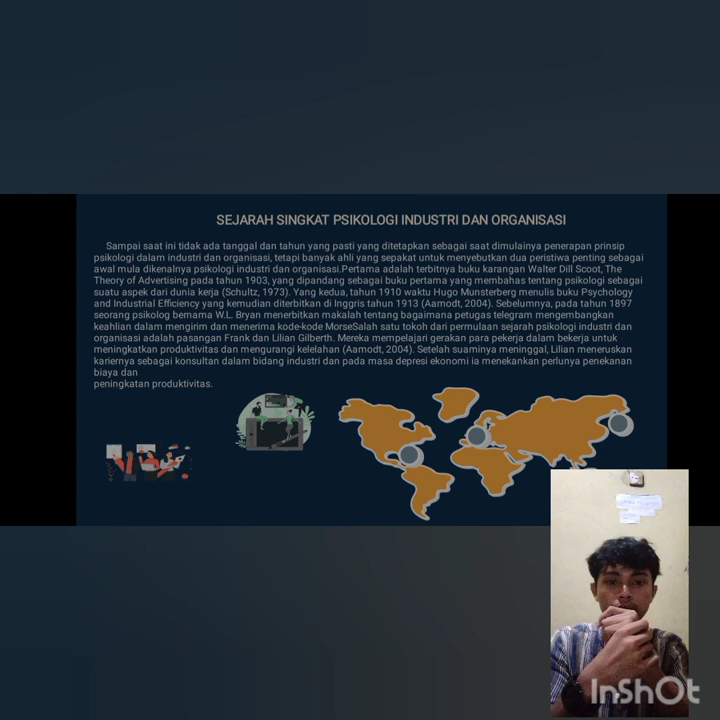 SEJARAH SINGKAT PSIKOLOGI INDUSTRI DAN ORGANISASI
Sampai saat ini tidak ada tanggal dan tahun yang pasti yang ditetapkan sebagai saat dimulainya penerapan prinsip
psikologi dalam industri dan organisasi, tetapi banyak ahli yang sepakat untuk menyebutkan dua peristiwa penting sebagai
awal mula dikenalnya psikologi industri dan organisasi.Pertama adalah terbitnya buku karangan Walter Dill Scoot, The
Theory of Advertising pada tahun 1903, yang dipandang sebagai buku pertama yang membahas tentang psikologi sebagai
suatu aspek dari dunia kerja (Schultz, 1973). Yang kedua, tahun 1910 waktu Hugo Munsterberg menulis buku Psychology
and Industrial Efficiency yang kemudian diterbitkan di Inggris tahun 1913 (Aamodt, 2004). Sebelumnya, pada tahun 1897
seorang psikolog bernama W.L. Bryan menerbitkan makalah tentang bagaimana petugas telegram mengembangkan
keahlian dalam mengirim dan menerima kode-kode MorseSalah satu tokoh dari permulaan sejarah psikologi industri dan
organisasi adalah pasangan Frank dan Lilian Gilberth. Mereka mempelajari gerakan para pekerja dalam bekerja untuk
meningkatkan produktivitas dan mengurangi kelelahan (Aamodt, 2004). Setelah suaminya meninggal, Lilian meneruskan
kariernya sebagai konsultan dalam bidang industri dan pada masa depresi ekonomi ia menekankan perlunya penekanan
biaya dan
peningkatan produktivitas.
InShOt